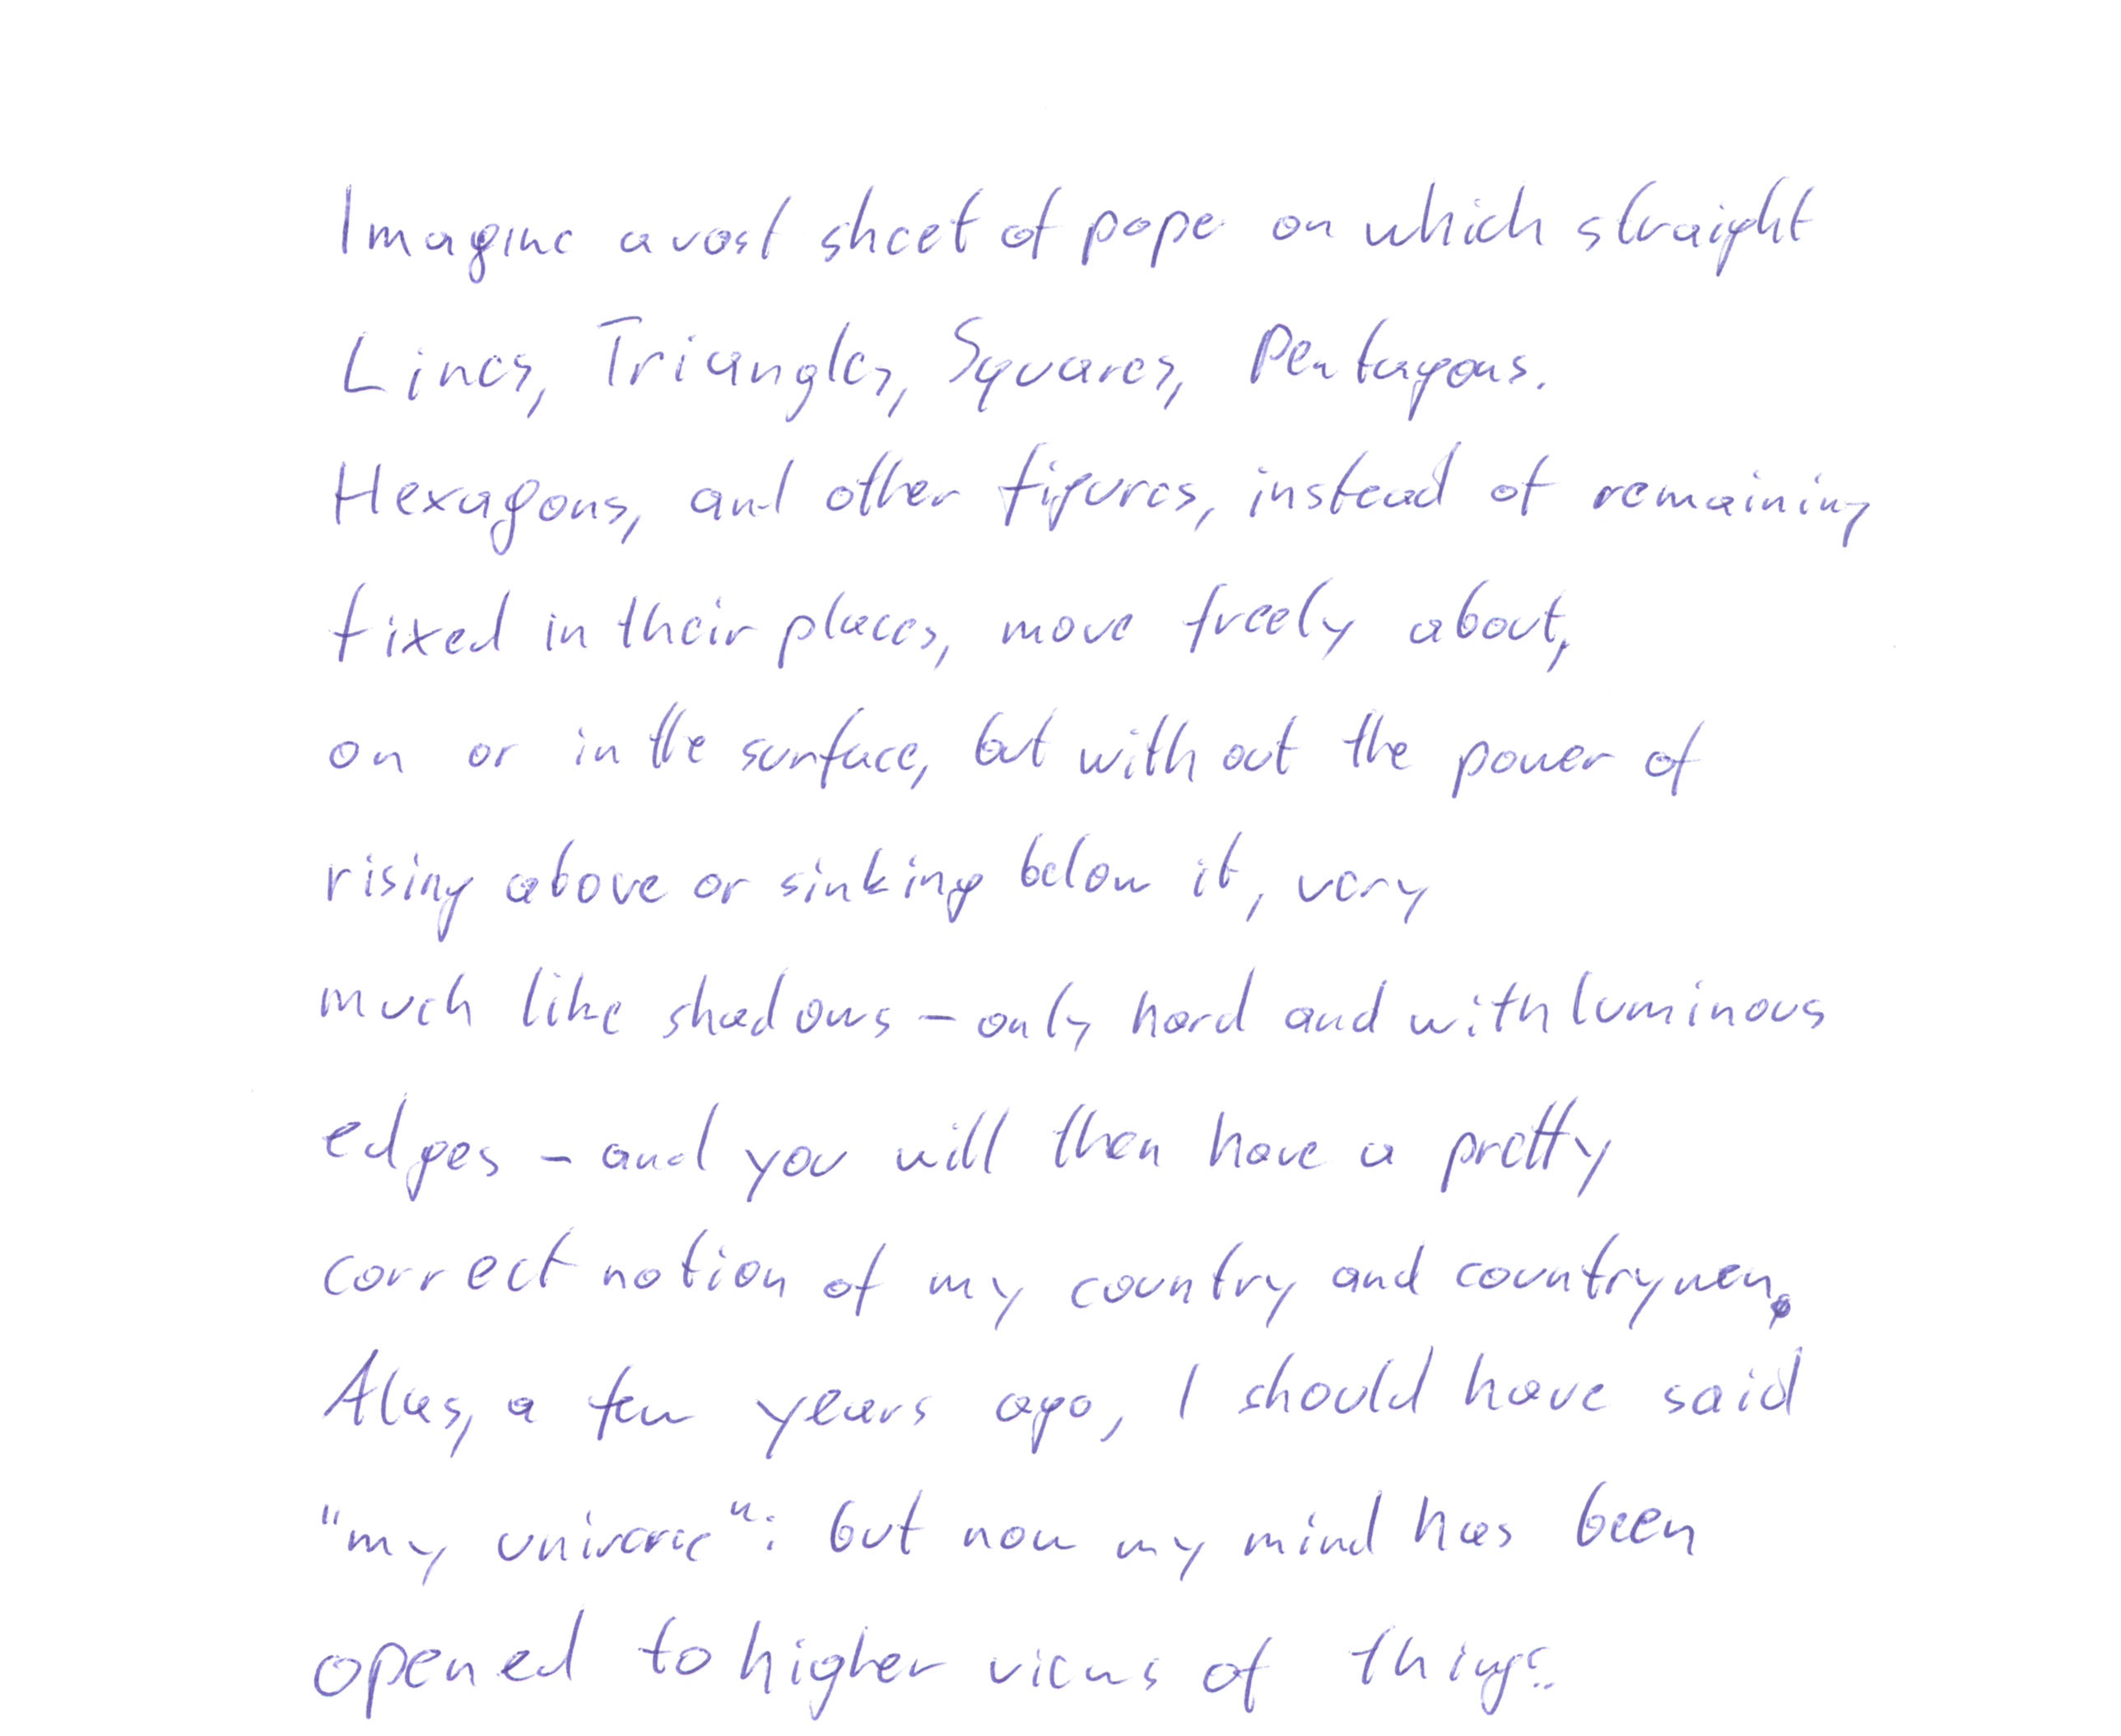 Imagine a vast sheet of paper on which straight
Lines, Triangles, Squares, Pentagons.
Hexagons, and other figures, instead of remaining
fixed in their places, move freely about,
on or in the surface, but without the power of
rising above or sinking below it, very
much like shadows – only hard and with luminous
edges – and you will then have a pretty
correct notion of my country and countrymen.
Alas, a few years ago, I should have said
"my universe": but now my mind has been
opened to higher views of things.